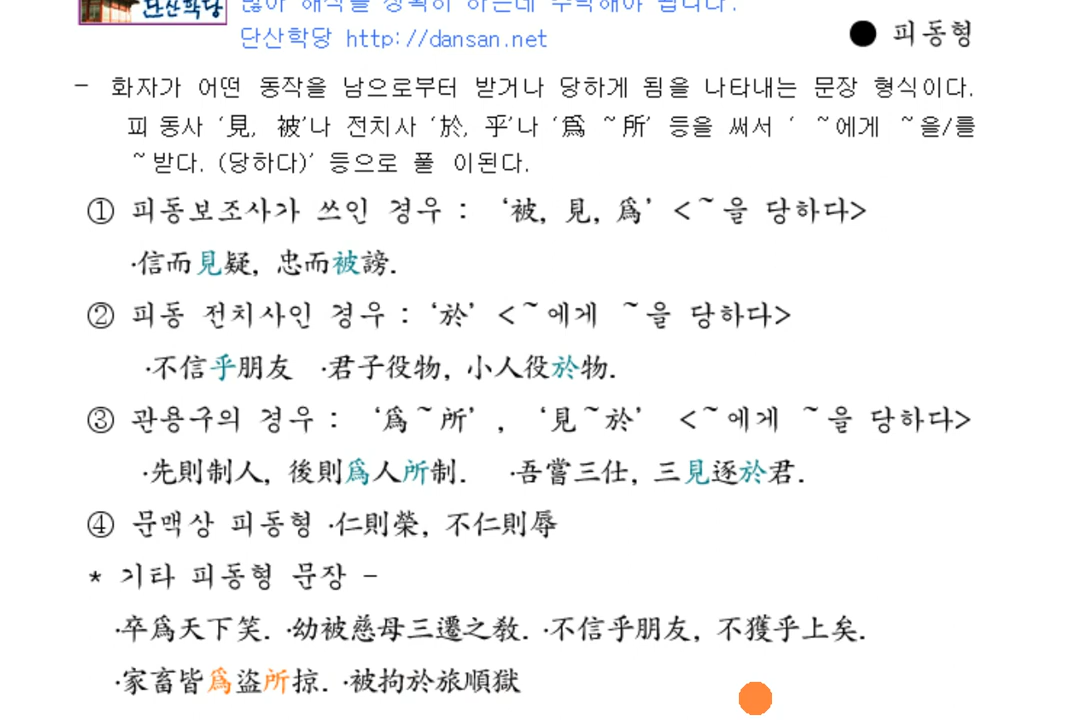 단산학당
단산학당 http://dansan.net
● 피동형
- 화자가 어떤 동작을 남으로부터 받거나 당하게 됨을 나타내는 문장 형식이다.
피 동사 ‘見, 被’나 전치사 ‘於, 乎’나 ‘爲 ~所’ 등을 써서 ‘ ~에게 ~을/를
~받다. (당하다)’ 등으로 풀 이된다.
① 피동보조사가 쓰인 경우 : ‘被, 見, 爲’ <~을 당하다>
·信而見疑, 忠而被謗.
② 피동 전치사인 경우 : ‘於’ <~에게 ~을 당하다>
·不信乎朋友 ·君子役物, 小人役於物.
③ 관용구의 경우 : ‘爲~所’ , ‘見~於’ <~에게 ~을 당하다>
·先則制人, 後則爲人所制. ·吾嘗三仕, 三見逐於君.
④ 문맥상 피동형 ·仁則榮, 不仁則辱
* 기타 피동형 문장 -
·卒爲天下笑. ·幼被慈母三遷之敎. ·不信乎朋友, 不獲乎上矣.
·家畜皆爲盜所掠. ·被拘於旅順獄